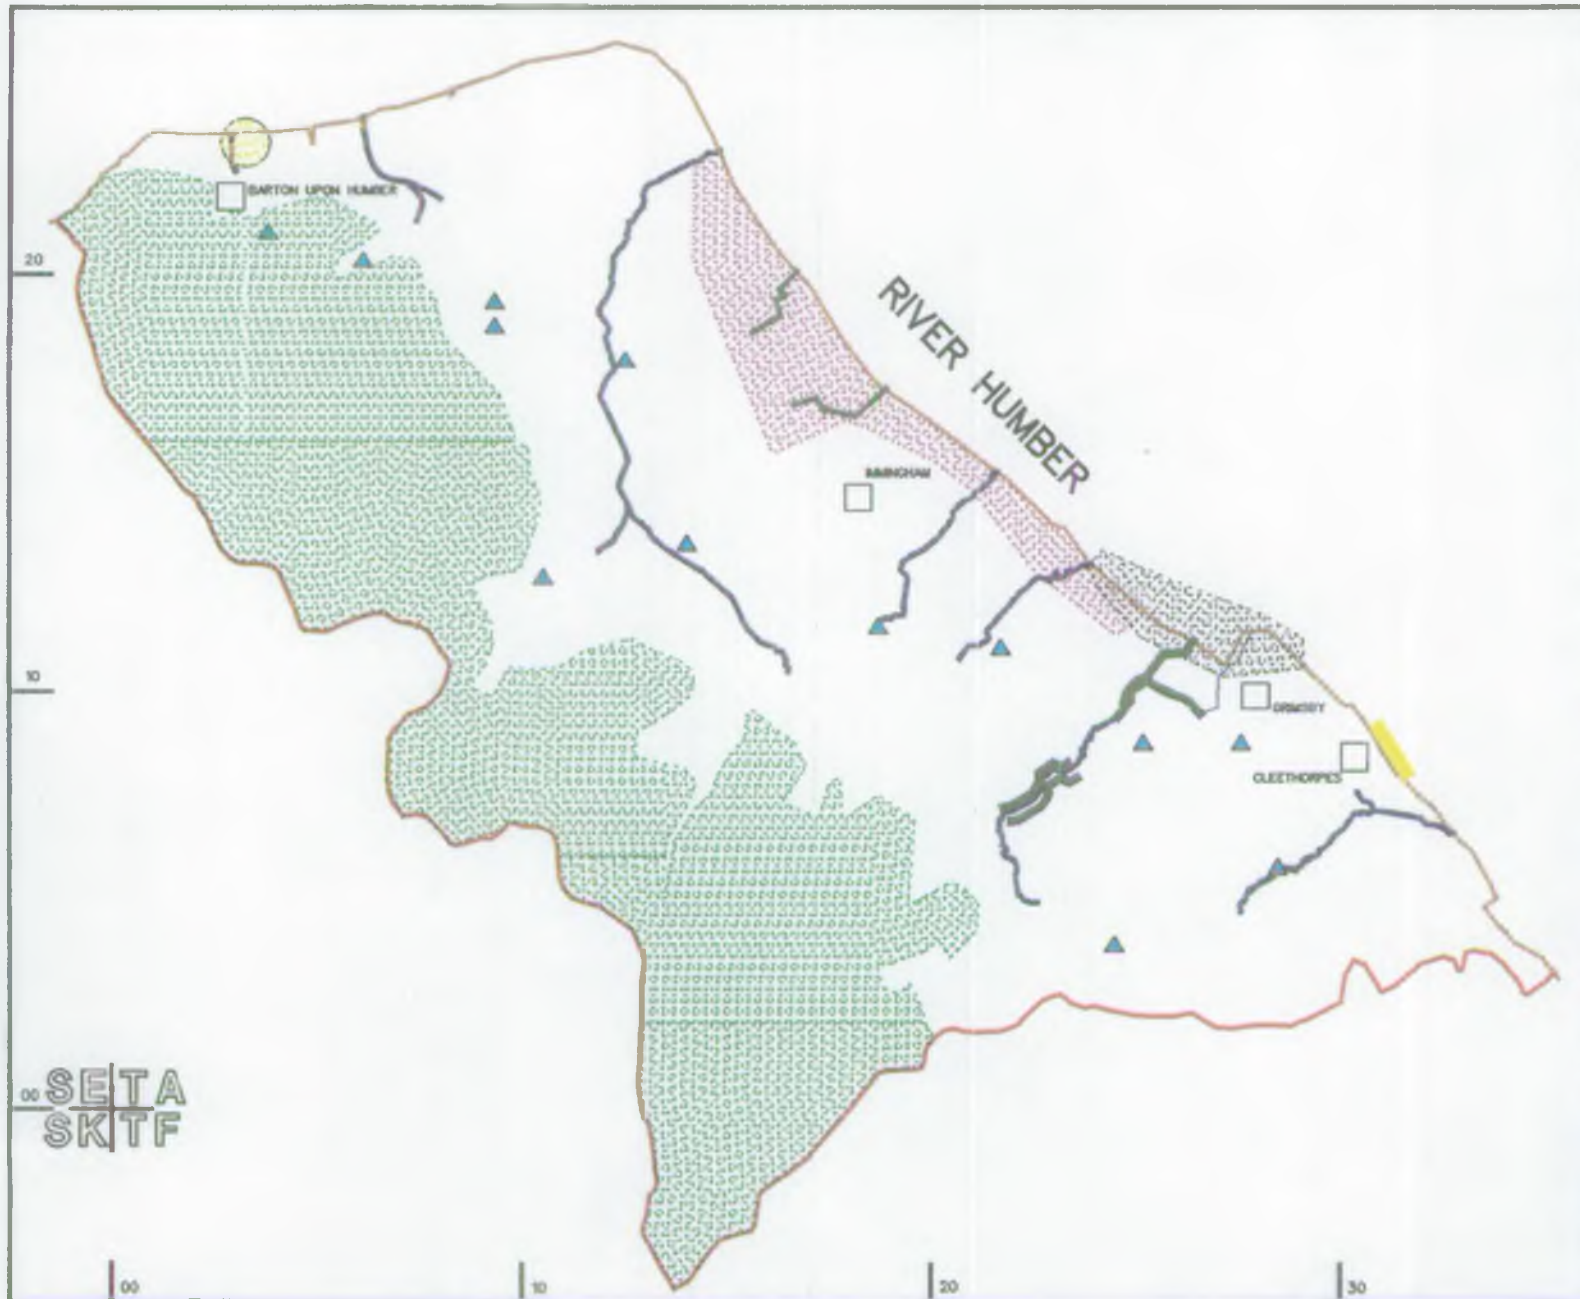 BARTON UPON HUMBER
20
RIVER HUMBER
IMMINGHAM
10
GRIMSBY
CLEETHORPES
00
SE TA
SK TF
00
10
20
30